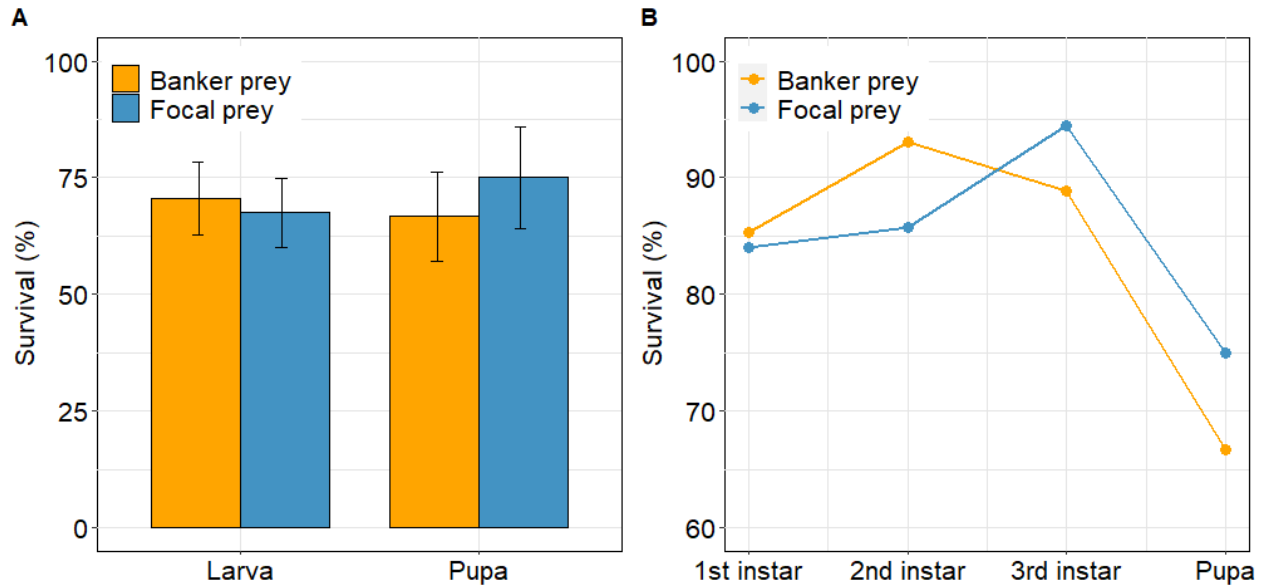 A
Banker prey
Focal prey
Survival (%)
100
75
50
25
0
Larva Pupa
B
Banker prey
Focal prey
Survival (%)
100
90
80
70
60
1st instar 2nd instar 3rd instar Pupa